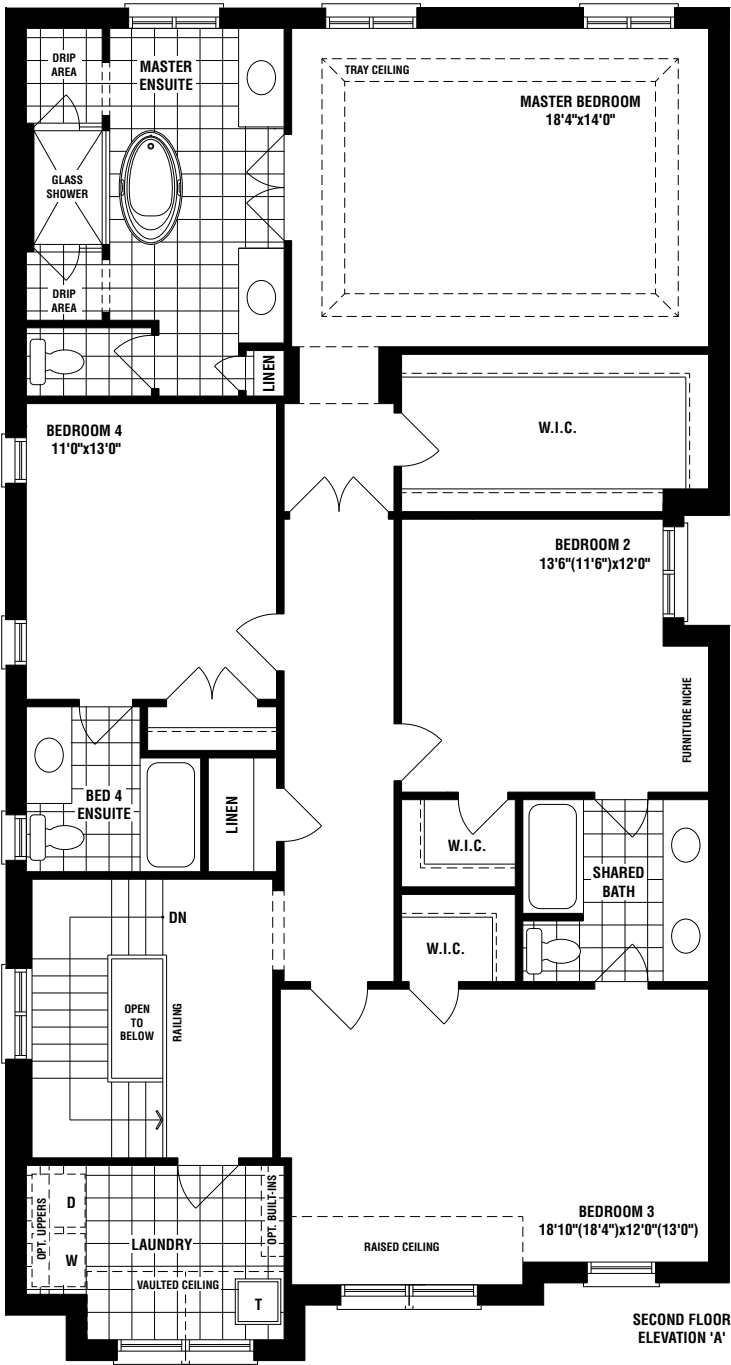 DRIP
AREA
MASTER
ENSUITE
TRAY CEILING
MASTER BEDROOM
18'4"x14'0"
GLASS
SHOWER
DRIP
AREA
LINEN
BEDROOM 4
11'0"x13'0"
W.I.C.
BEDROOM 2
13'6"(11'6")x12'0"
FURNITURE NICHE
BED 4
ENSUITE
LINEN
W.I.C.
SHARED
BATH
W.I.C.
DN
OPEN
TO
BELOW
RAILING
OPT. UPPERS
D
W
LAUNDRY
OPT. BUILT-INS
VAULTED CEILING
T
BEDROOM 3
18'10"(18'4")x12'0"(13'0")
RAISED CEILING
SECOND FLOOR
ELEVATION 'A'